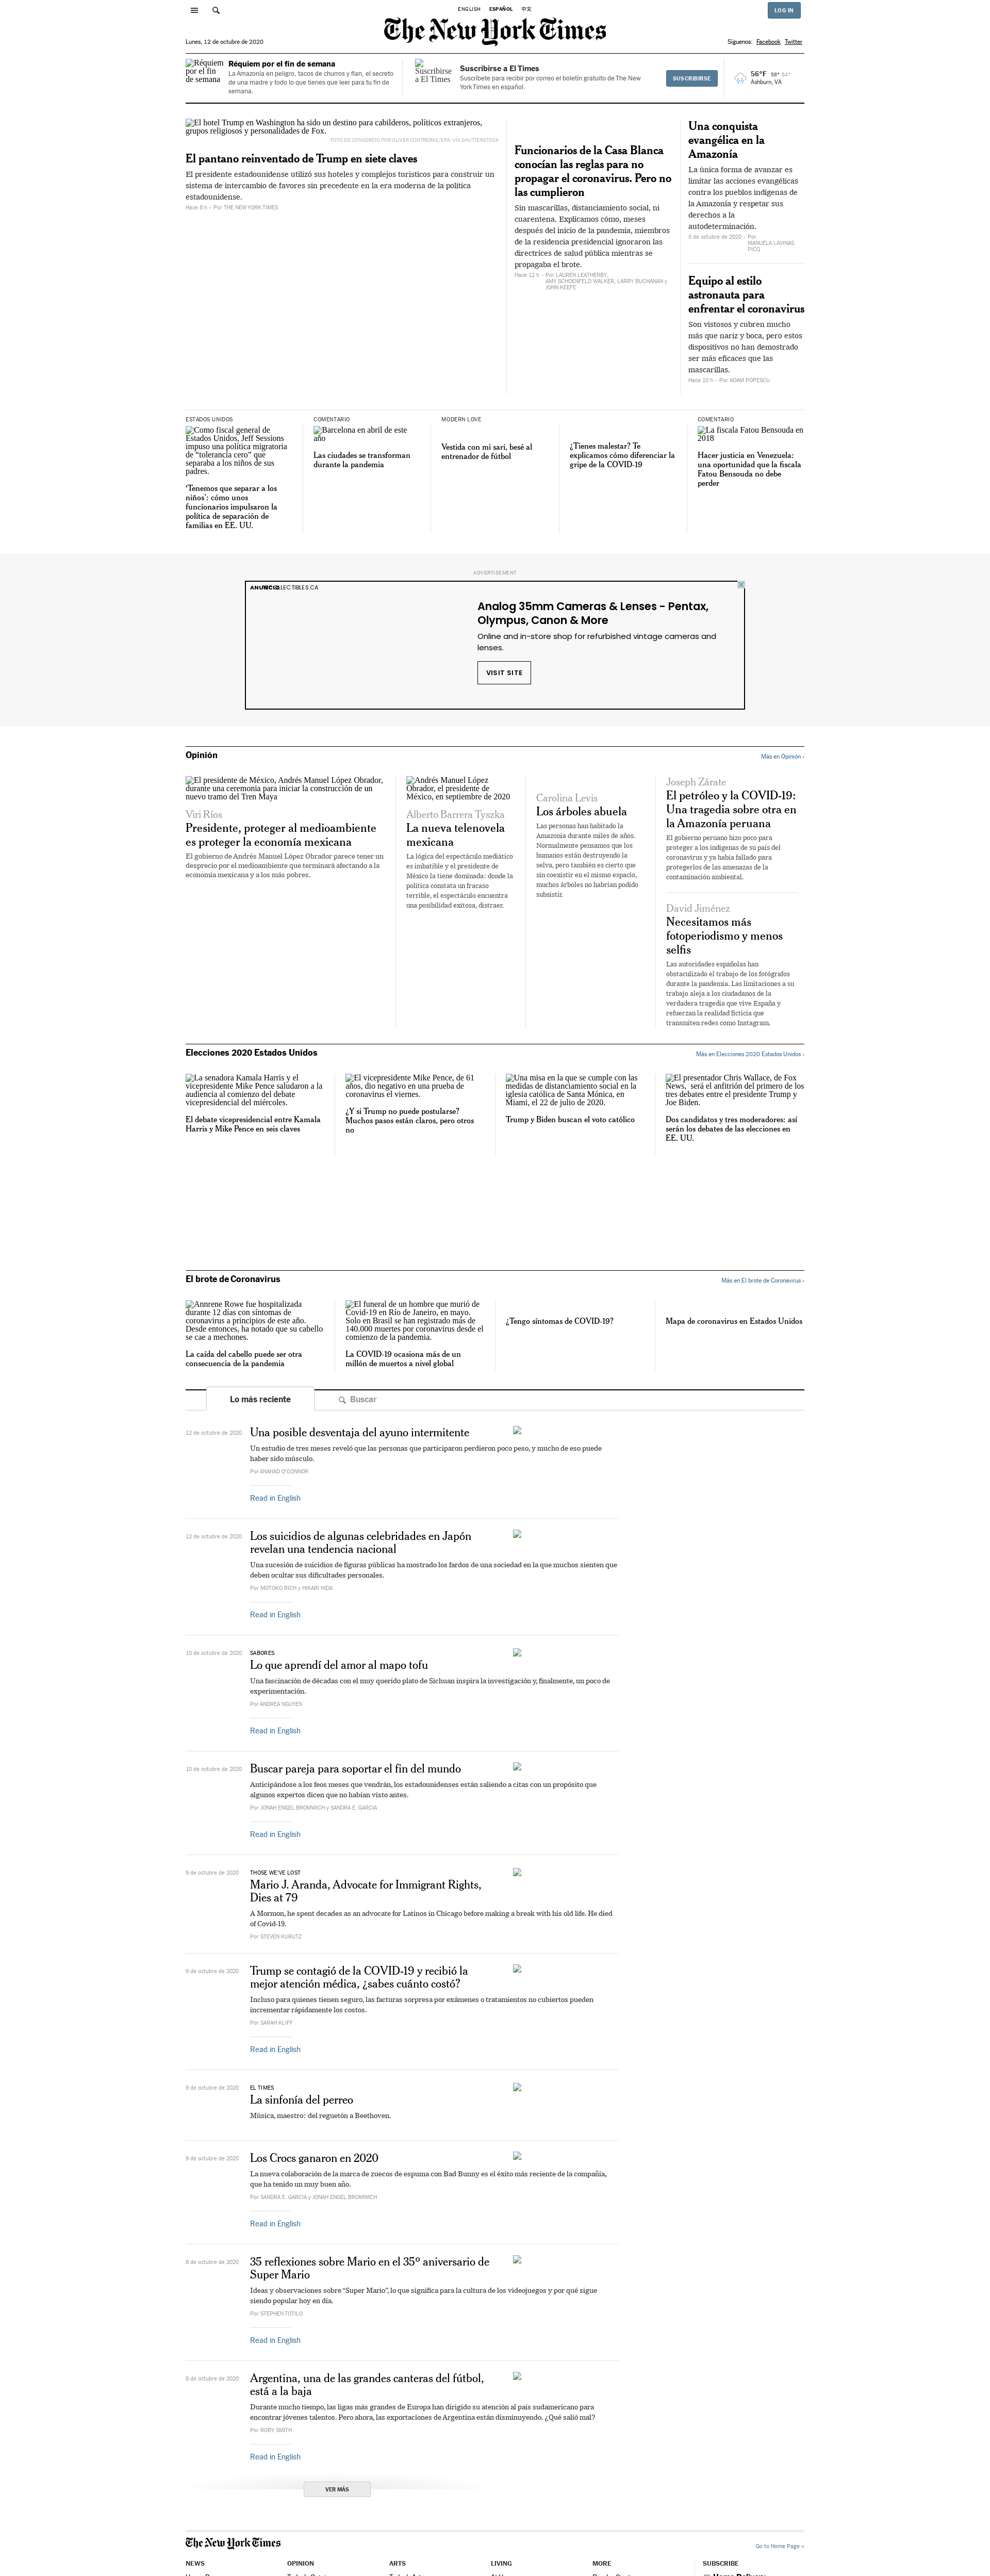 ENGLISH ESPAÑOL 中文
LOG IN
The New York Times
Lunes, 12 de octubre de 2020
Síguenos: Facebook Twitter
Réquiem por el fin de semana
Réquiem por el fin de semana
La Amazonía en peligro, tacos de churros y flan, el secreto
de una madre y todo lo que tienes que leer para tu fin de
semana.
Suscribirse a El Times
Suscribirse a El Times
Suscríbete para recibir por correo el boletín gratuito de The New
York Times en español.
SUSCRIBIRSE
56°F 58° 54°
Ashburn, VA
El hotel Trump en Washington ha sido un destino para cabilderos, políticos extranjeros,
grupos religiosos y personalidades de Fox.
FOTO DE CONSORCIO POR OLIVER CONTRERAS/EPA, VÍA SHUTTERSTOCK
El pantano reinventado de Trump en siete claves
El presidente estadounidense utilizó sus hoteles y complejos turísticos para construir un
sistema de intercambio de favores sin precedente en la era moderna de la política
estadounidense.
Hace 8 h • Por THE NEW YORK TIMES
Funcionarios de la Casa Blanca
conocían las reglas para no
propagar el coronavirus. Pero no
las cumplieron
Sin mascarillas, distanciamiento social, ni
cuarentena. Explicamos cómo, meses
después del inicio de la pandemia, miembros
de la residencia presidencial ignoraron las
directrices de salud pública mientras se
propagaba el brote.
Hace 12 h • Por LAUREN LEATHERBY,
AMY SCHOENFELD WALKER, LARRY BUCHANAN y
JOHN KEEFE
Una conquista
evangélica en la
Amazonía
La única forma de avanzar es
limitar las acciones evangélicas
contra los pueblos indígenas de
la Amazonía y respetar sus
derechos a la
autodeterminación.
5 de octubre de 2020 • Por
MANUELA LAVINAS
PICQ
Equipo al estilo
astronauta para
enfrentar el coronavirus
Son vistosos y cubren mucho
más que nariz y boca, pero estos
dispositivos no han demostrado
ser más eficaces que las
mascarillas.
Hace 10 h • Por ADAM POPESCU
ESTADOS UNIDOS
Como fiscal general de
Estados Unidos, Jeff Sessions
impuso una política migratoria
de “tolerancia cero” que
separaba a los niños de sus
padres.
‘Tenemos que separar a los
niños’: cómo unos
funcionarios impulsaron la
política de separación de
familias en EE. UU.
COMENTARIO
Barcelona en abril de este
año
Las ciudades se transforman
durante la pandemia
MODERN LOVE
Vestida con mi sari, besé al
entrenador de fútbol
¿Tienes malestar? Te
explicamos cómo diferenciar la
gripe de la COVID-19
COMENTARIO
La fiscala Fatou Bensouda en
2018
Hacer justicia en Venezuela:
una oportunidad que la fiscala
Fatou Bensouda no debe
perder
ADVERTISEMENT
Analog 35mm Cameras & Lenses - Pentax,
Olympus, Canon & More
Online and in-store shop for refurbished vintage cameras and
lenses.
VISIT SITE
Opinión
Más en Opinión ›
El presidente de México, Andrés Manuel López Obrador,
durante una ceremonia para iniciar la construcción de un
nuevo tramo del Tren Maya
Viri Ríos
Presidente, proteger al medioambiente
es proteger la economía mexicana
El gobierno de Andrés Manuel López Obrador parece tener un
desprecio por el medioambiente que terminará afectando a la
economía mexicana y a los más pobres.
Andrés Manuel López
Obrador, el presidente de
México, en septiembre de 2020
Alberto Barrera Tyszka
La nueva telenovela
mexicana
La lógica del espectáculo mediático
es imbatible y el presidente de
México la tiene dominada: donde la
política constata un fracaso
terrible, el espectáculo encuentra
una posibilidad exitosa, distraer.
Carolina Levis
Los árboles abuela
Las personas han habitado la
Amazonía durante miles de años.
Normalmente pensamos que los
humanos están destruyendo la
selva, pero también es cierto que
sin coexistir en el mismo espacio,
muchos árboles no habrían podido
subsistir.
Joseph Zárate
El petróleo y la COVID-19:
Una tragedia sobre otra en
la Amazonía peruana
El gobierno peruano hizo poco para
proteger a los indígenas de su país del
coronavirus y ya había fallado para
protegerlos de las amenazas de la
contaminación ambiental.
David Jiménez
Necesitamos más
fotoperiodismo y menos
selfis
Las autoridades españolas han
obstaculizado el trabajo de los fotógrafos
durante la pandemia. Las limitaciones a su
trabajo aleja a los ciudadanos de la
verdadera tragedia que vive España y
refuerzan la realidad ficticia que
transmiten redes como Instagram.
Elecciones 2020 Estados Unidos
Más en Elecciones 2020 Estados Unidos ›
La senadora Kamala Harris y el
vicepresidente Mike Pence saludaron a la
audiencia al comienzo del debate
vicepresidencial del miércoles.
El debate vicepresidencial entre Kamala
Harris y Mike Pence en seis claves
El vicepresidente Mike Pence, de 61
años, dio negativo en una prueba de
coronavirus el viernes.
¿Y si Trump no puede postularse?
Muchos pasos están claros, pero otros
no
Una misa en la que se cumple con las
medidas de distanciamiento social en la
iglesia católica de Santa Mónica, en
Miami, el 22 de julio de 2020.
Trump y Biden buscan el voto católico
El presentador Chris Wallace, de Fox
News, será el anfitrión del primero de los
tres debates entre el presidente Trump y
Joe Biden.
Dos candidatos y tres moderadores: así
serán los debates de las elecciones en
EE. UU.
El brote de Coronavirus
Más en El brote de Coronavirus ›
Annrene Rowe fue hospitalizada
durante 12 días con síntomas de
coronavirus a principios de este año.
Desde entonces, ha notado que su cabello
se cae a mechones.
La caída del cabello puede ser otra
consecuencia de la pandemia
El funeral de un hombre que murió de
Covid-19 en Río de Janeiro, en mayo.
Solo en Brasil se han registrado más de
140.000 muertes por coronavirus desde el
comienzo de la pandemia.
La COVID-19 ocasiona más de un
millón de muertos a nivel global
¿Tengo síntomas de COVID-19?
Mapa de coronavirus en Estados Unidos
Lo más reciente
Buscar
12 de octubre de 2020
Una posible desventaja del ayuno intermitente
Un estudio de tres meses reveló que las personas que participaron perdieron poco peso, y mucho de eso puede
haber sido músculo.
Por ANAHAD O'CONNOR
Read in English
12 de octubre de 2020
Los suicidios de algunas celebridades en Japón
revelan una tendencia nacional
Una sucesión de suicidios de figuras públicas ha mostrado los fardos de una sociedad en la que muchos sienten que
deben ocultar sus dificultades personales.
Por MOTOKO RICH y HIKARI HIDA
Read in English
10 de octubre de 2020
SABORES
Lo que aprendí del amor al mapo tofu
Una fascinación de décadas con el muy querido plato de Sichuan inspira la investigación y, finalmente, un poco de
experimentación.
Por ANDREA NGUYEN
Read in English
10 de octubre de 2020
Buscar pareja para soportar el fin del mundo
Anticipándose a los feos meses que vendrán, los estadounidenses están saliendo a citas con un propósito que
algunos expertos dicen que no habían visto antes.
Por JONAH ENGEL BROMWICH y SANDRA E. GARCIA
Read in English
9 de octubre de 2020
THOSE WE'VE LOST
Mario J. Aranda, Advocate for Immigrant Rights,
Dies at 79
A Mormon, he spent decades as an advocate for Latinos in Chicago before making a break with his old life. He died
of Covid-19.
Por STEVEN KURUTZ
9 de octubre de 2020
Trump se contagió de la COVID-19 y recibió la
mejor atención médica, ¿sabes cuánto costó?
Incluso para quienes tienen seguro, las facturas sorpresa por exámenes o tratamientos no cubiertos pueden
incrementar rápidamente los costos.
Por SARAH KLIFF
Read in English
9 de octubre de 2020
EL TIMES
La sinfonía del perreo
Música, maestro: del reguetón a Beethoven.
9 de octubre de 2020
Los Crocs ganaron en 2020
La nueva colaboración de la marca de zuecos de espuma con Bad Bunny es el éxito más reciente de la compañía,
que ha tenido un muy buen año.
Por SANDRA E. GARCIA y JONAH ENGEL BROMWICH
Read in English
8 de octubre de 2020
35 reflexiones sobre Mario en el 35º aniversario de
Super Mario
Ideas y observaciones sobre “Super Mario”, lo que significa para la cultura de los videojuegos y por qué sigue
siendo popular hoy en día.
Por STEPHEN TOTILO
Read in English
8 de octubre de 2020
Argentina, una de las grandes canteras del fútbol,
está a la baja
Durante mucho tiempo, las ligas más grandes de Europa han dirigido su atención al país sudamericano para
encontrar jóvenes talentos. Pero ahora, las exportaciones de Argentina están disminuyendo. ¿Qué salió mal?
Por RORY SMITH
Read in English
VER MÁS
The New York Times
Go to Home Page »
NEWS
OPINION
ARTS
LIVING
MORE
SUBSCRIBE